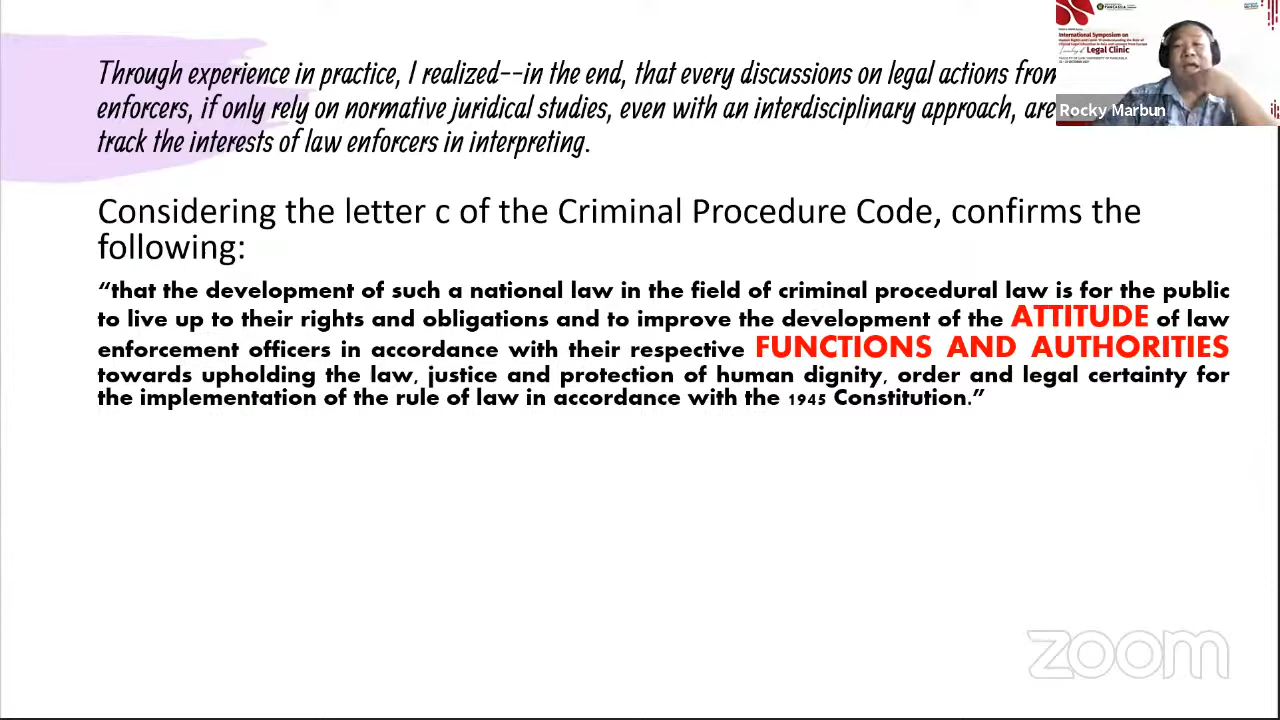 Through experience in practice, I realized--in the end, that every discussions on legal actions from
enforcers, if only rely on normative juridical studies, even with an interdisciplinary approach, are
track the interests of law enforcers in interpreting.
Considering the letter c of the Criminal Procedure Code, confirms the
following:
“that the development of such a national law in the field of criminal procedural law is for the public
to live up to their rights and obligations and to improve the development of the ATTITUDE of law
enforcement officers in accordance with their respective FUNCTIONS AND AUTHORITIES
towards upholding the law, justice and protection of human dignity, order and legal certainty for
the implementation of the rule of law in accordance with the 1945 Constitution.”
International Symposium on
Legal Clinic
Rocky Marbun
zoom